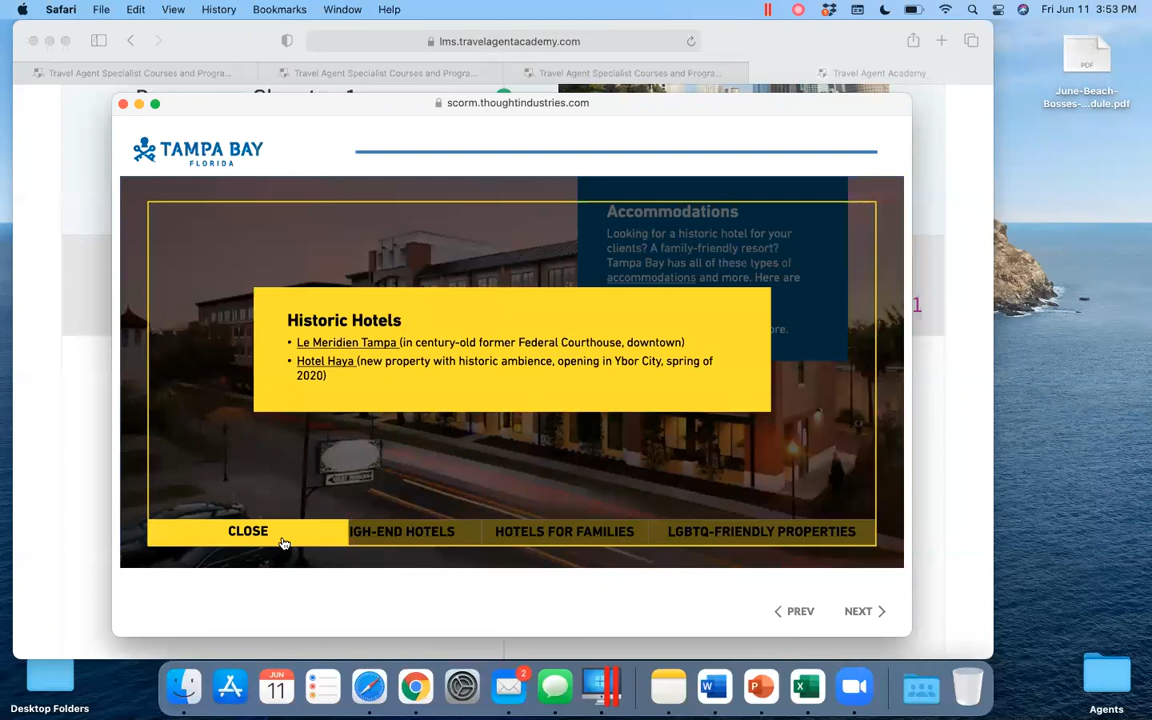 Safari File Edit View History Bookmarks Window Help Fri Jun 11 3:53 PM
lms.travelagentacademy.com
Travel Agent Specialist Courses and Progra... Travel Agent Specialist Courses and Progra... Travel Agent Specialist Courses and Progra... Travel Agent Academy
PDF
June-Beach-
Bosses-...dule.pdf
scorm.thoughtindustries.com
TAMPA BAY
FLORIDA
Accommodations
Looking for a historic hotel for your
clients? A family-friendly resort?
Tampa Bay has all of these types of
accommodations and more. Here are
re.
1
Historic Hotels
• Le Meridien Tampa (in century-old former Federal Courthouse, downtown)
• Hotel Haya (new property with historic ambience, opening in Ybor City, spring of
2020)
CLOSE IGH-END HOTELS HOTELS FOR FAMILIES LGBTQ-FRIENDLY PROPERTIES
PREV NEXT
JUN
11
2
Desktop Folders
Agents